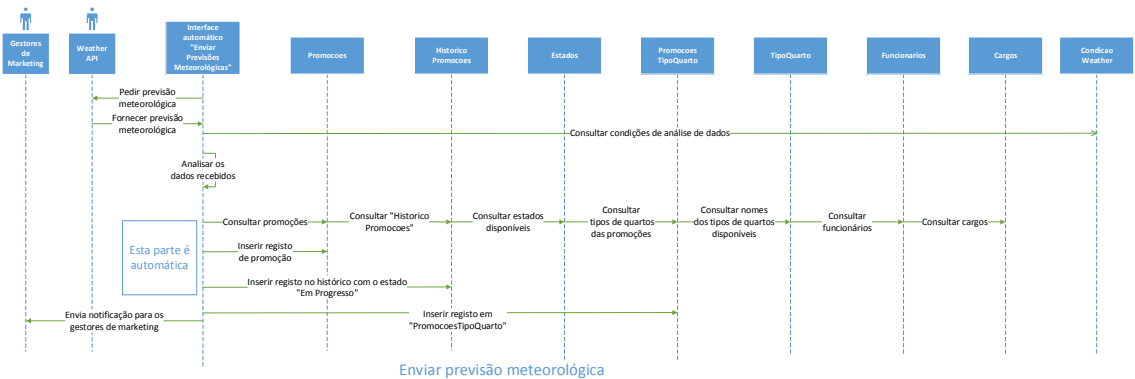 Gestores
de
Marketing
Weather
API
Interface
automático
"Enviar
Previsões
Meteorológicas"
Promocoes
Historico
Promocoes
Estados
Promocoes
TipoQuarto
TipoQuarto
Funcionarios
Cargos
Condicao
Weather
Pedir previsão
meteorológica
Fornecer previsão
meteorológica
Consultar condições de análise de dados
Analisar os
dados recebidos
Consultar promoções
Consultar "Historico
Promocoes"
Consultar estados
disponíveis
Consultar
tipos de quartos
das promoções
Consultar nomes
dos tipos de quartos
disponíveis
Consultar
funcionários
Consultar cargos
Esta parte é
automática
Inserir registo
de promoção
Inserir registo no histórico com o estado
"Em Progresso"
Envia notificação para os
gestores de marketing
Inserir registo em
"PromocoesTipoQuarto"
Enviar previsão meteorológica